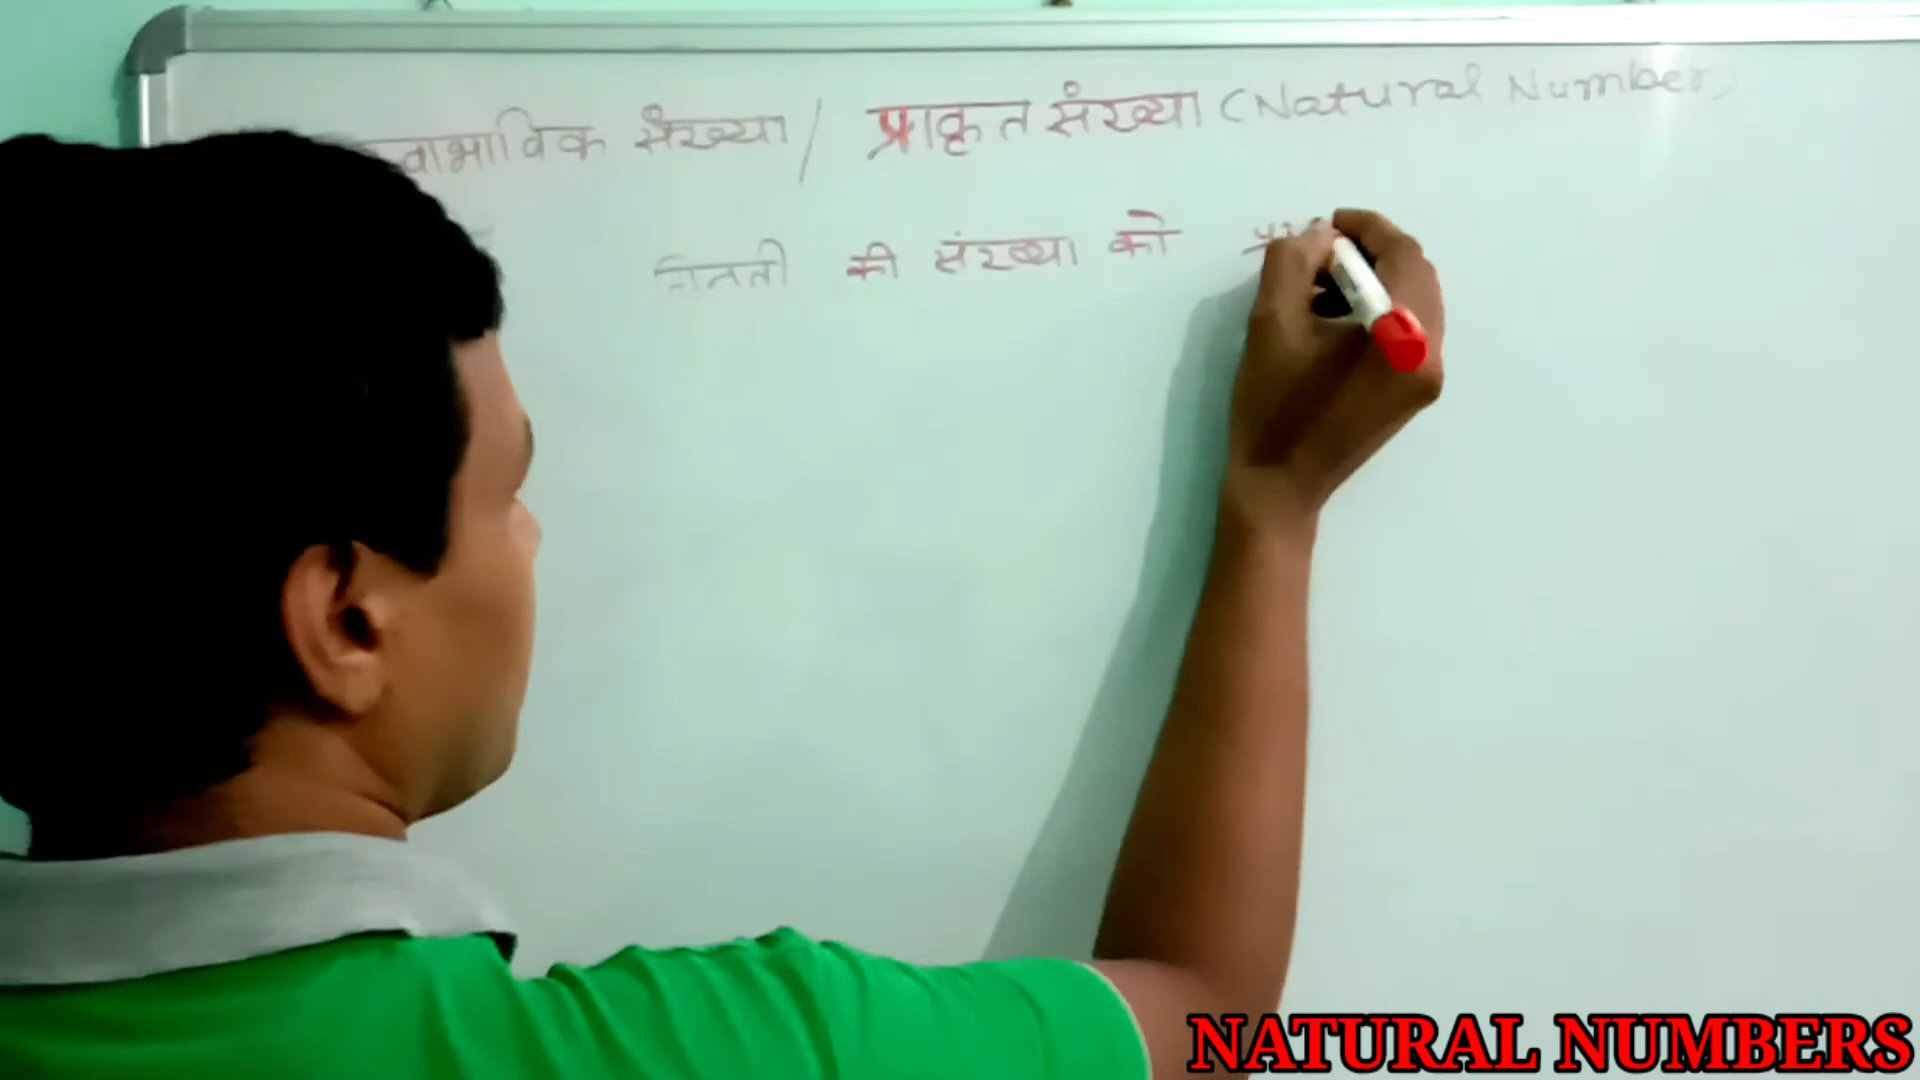 स्वाभाविक संख्या / प्राकृत संख्या (Natural Number)
गिनती की संख्या को
NATURAL NUMBERS